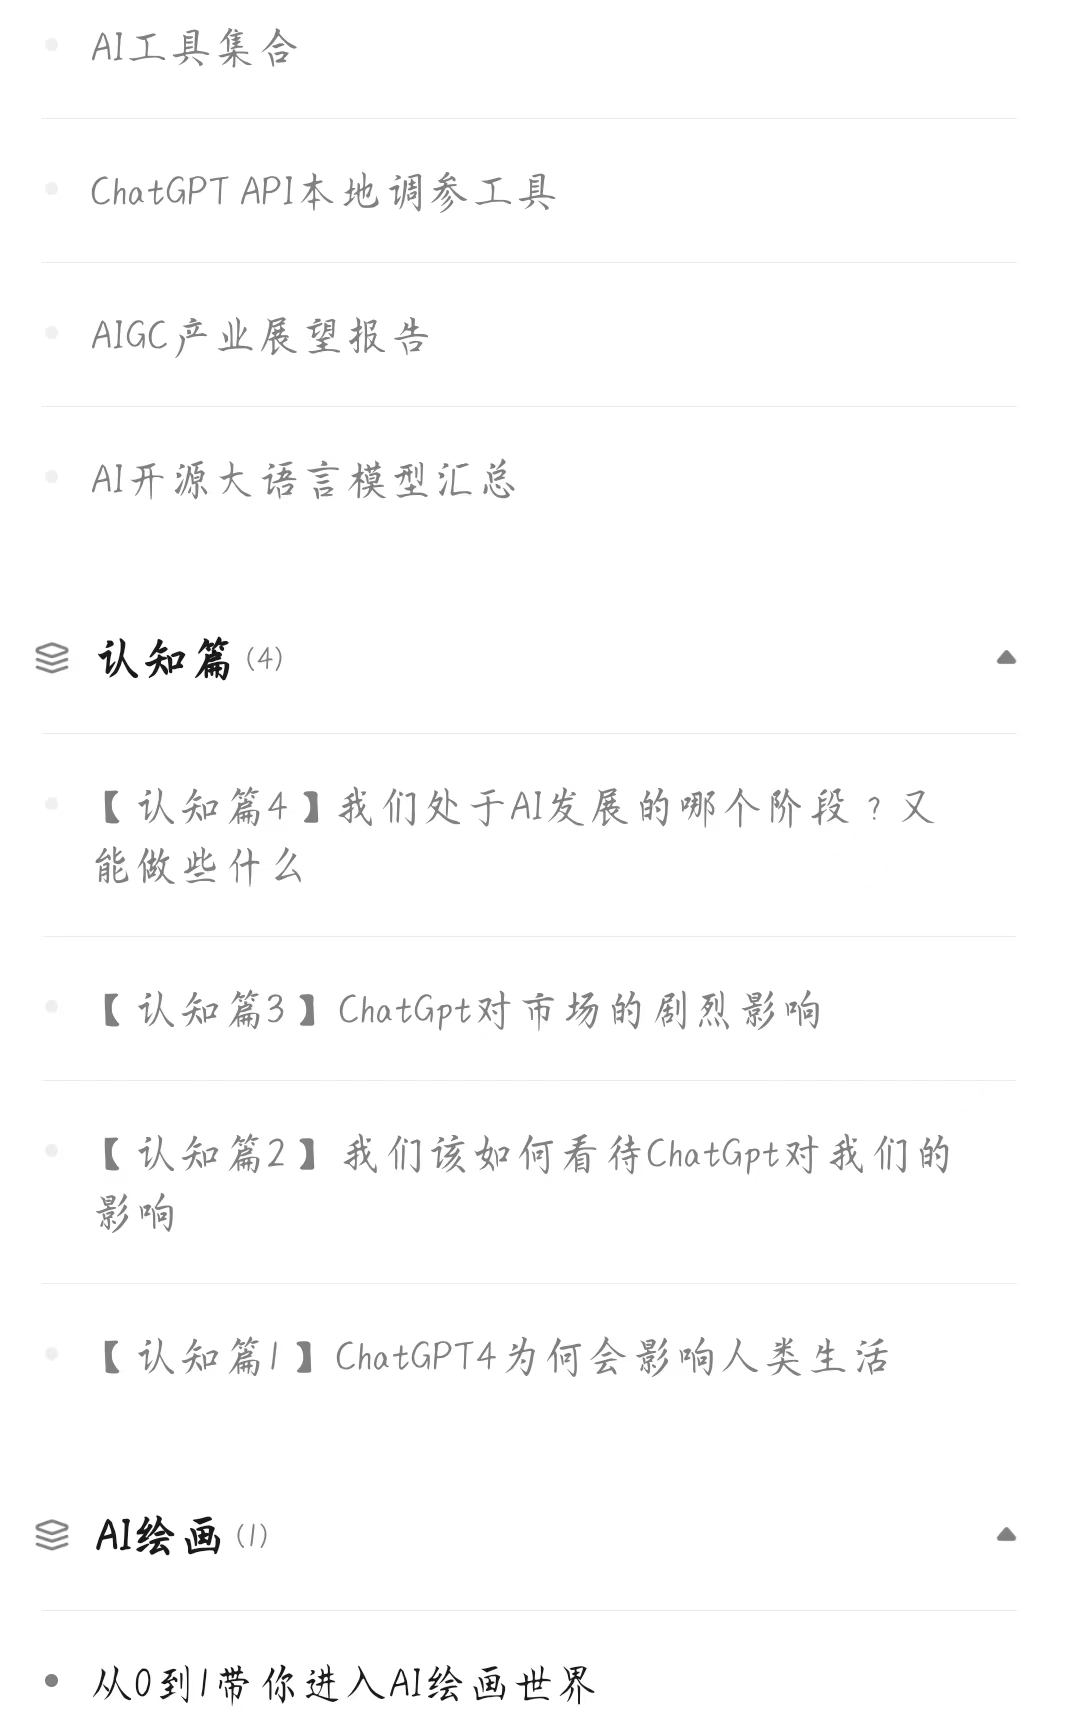 AI工具集合
ChatGPT API本地调参工具
AIGC产业展望报告
AI开源大语言模型汇总
认知篇 (4)
【认知篇4】我们处于AI发展的哪个阶段？又
能做些什么
【认知篇3】ChatGpt对市场的剧烈影响
【认知篇2】我们该如何看待ChatGpt对我们的
影响
【认知篇1】ChatGPT4为何会影响人类生活
AI绘画 (1)
从0到1带你进入AI绘画世界